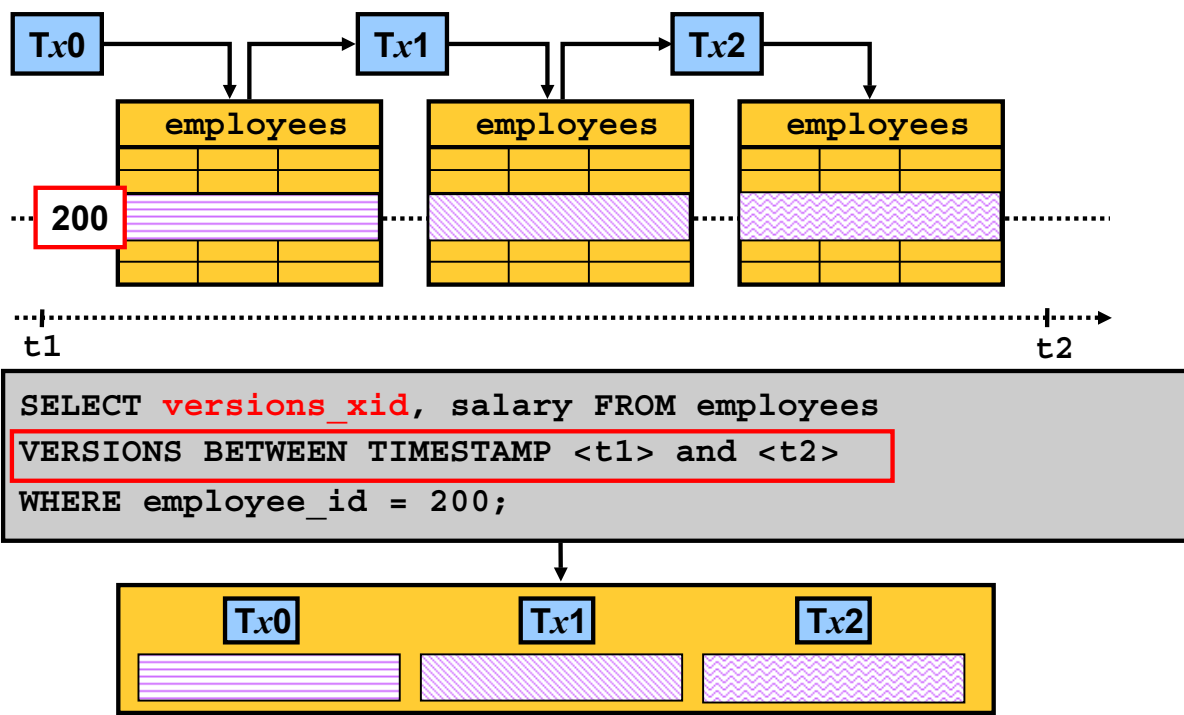 Tx0 Tx1 Tx2
employees employees employees
200
t1 t2
SELECT versions_xid, salary FROM employees
VERSIONS BETWEEN TIMESTAMP <t1> and <t2>
WHERE employee_id = 200;
Tx0 Tx1 Tx2